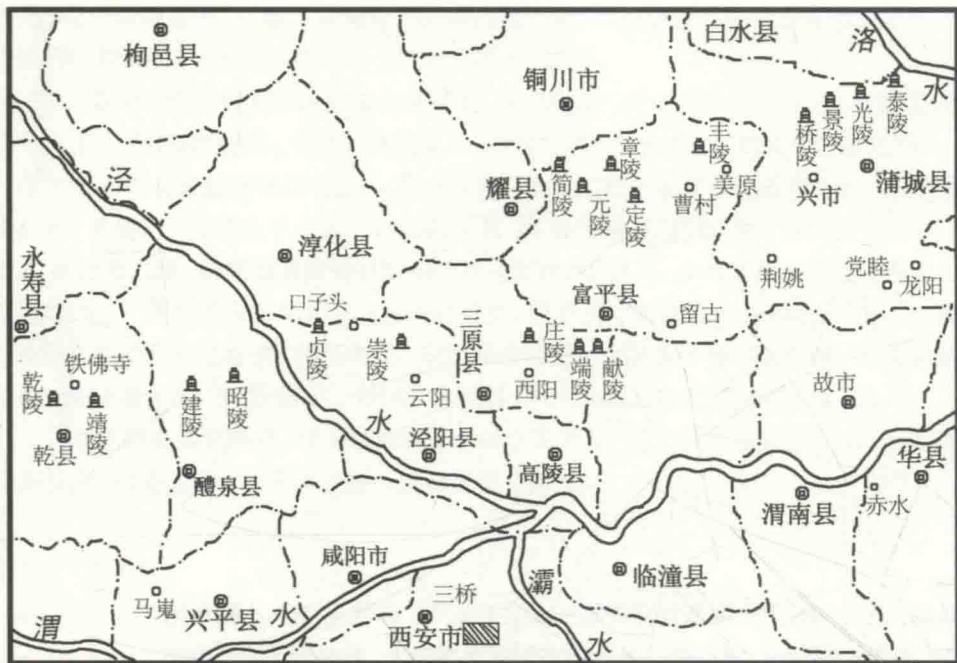 栒邑县
白水县
洛
水
铜川市
泰陵
光陵
景陵
桥陵
丰陵
章陵
简陵
元陵
定陵
美原
曹村
兴市
蒲城县
耀县
泾
淳化县
永寿县
口子头
贞陵
崇陵
三原县
庄陵
富平县
留古
荆姚
党睦
龙阳
铁佛寺
乾陵
靖陵
建陵
昭陵
云阳
西阳
端陵
献陵
故市
乾县
水
泾阳县
高陵县
华县
醴泉县
渭南县
赤水
咸阳市
灞
临潼县
马嵬
兴平县
三桥
渭
水
西安市
水